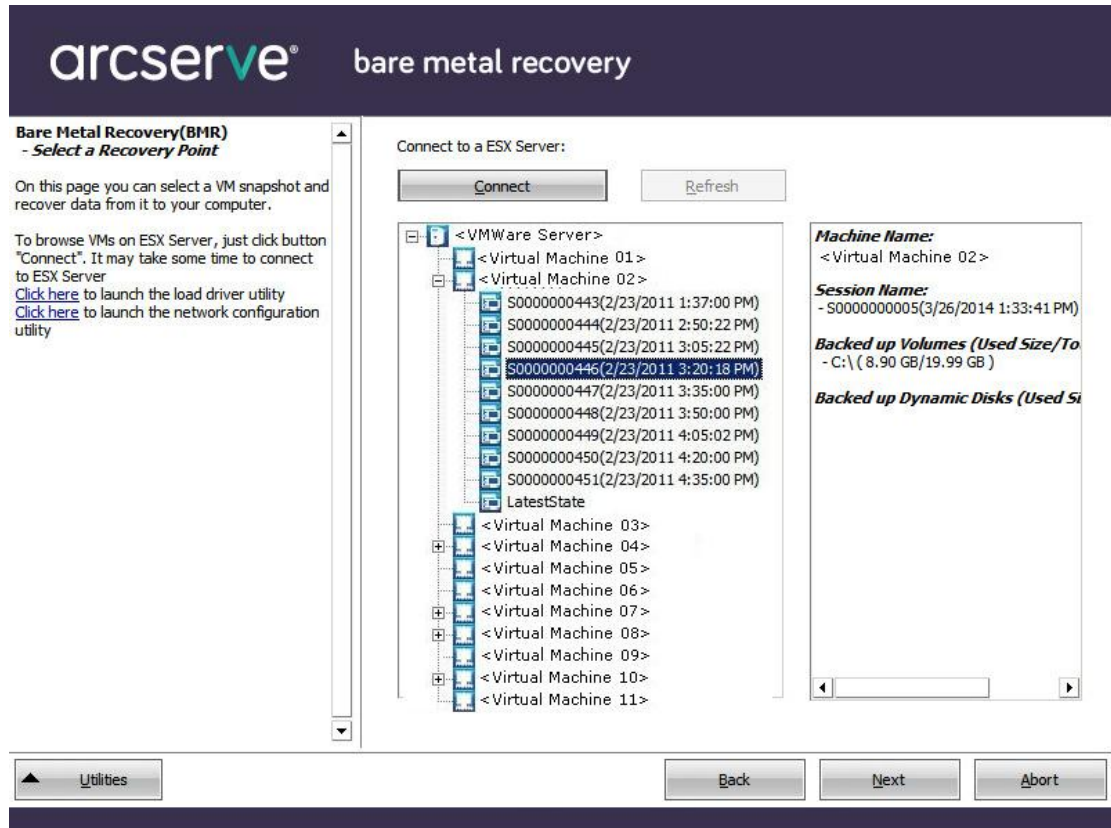 arcserve® bare metal recovery
Bare Metal Recovery(BMR)
- Select a Recovery Point
On this page you can select a VM snapshot and
recover data from it to your computer.
To browse VMs on ESX Server, just click button
"Connect". It may take some time to connect
to ESX Server
Click here to launch the load driver utility
Click here to launch the network configuration
utility
Connect to a ESX Server:
Connect
Refresh
<VMWare Server>
<Virtual Machine 01>
<Virtual Machine 02>
S0000000443(2/23/2011 1:37:00 PM)
S0000000444(2/23/2011 2:50:22 PM)
S0000000445(2/23/2011 3:05:22 PM)
S0000000446(2/23/2011 3:20:18 PM)
S0000000447(2/23/2011 3:35:00 PM)
S0000000448(2/23/2011 3:50:00 PM)
S0000000449(2/23/2011 4:05:02 PM)
S0000000450(2/23/2011 4:20:00 PM)
S0000000451(2/23/2011 4:35:00 PM)
LatestState
<Virtual Machine 03>
<Virtual Machine 04>
<Virtual Machine 05>
<Virtual Machine 06>
<Virtual Machine 07>
<Virtual Machine 08>
<Virtual Machine 09>
<Virtual Machine 10>
<Virtual Machine 11>
Machine Name:
<Virtual Machine 02>
Session Name:
- S0000000005(3/26/2014 1:33:41 PM)
Backed up Volumes (Used Size/To
- C:\ ( 8.90 GB/19.99 GB )
Backed up Dynamic Disks (Used Si
Utilities
Back
Next
Abort